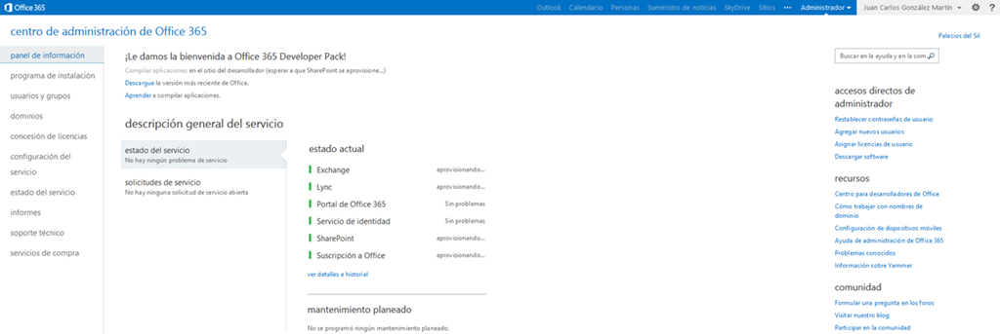 Office 365
Outlook Calendario Personas Suministro de noticias SkyDrive Sitios ••• Administrador Juan Carlos González Martín ?
centro de administración de Office 365
Palacios del Sil
panel de información
programa de instalación
usuarios y grupos
dominios
concesión de licencias
configuración del
servicio
estado del servicio
informes
soporte técnico
servicios de compra
¡Le damos la bienvenida a Office 365 Developer Pack!
Compilar aplicaciones en el sitio del desarrollador (esperar a que SharePoint se aprovisione...)
Descargue la versión más reciente de Office.
Aprender a compilar aplicaciones.
descripción general del servicio
estado del servicio
No hay ningún problema de servicio
solicitudes de servicio
No hay ninguna solicitud de servicio abierta
estado actual
Exchange aprovisionando...
Lync aprovisionando...
Portal de Office 365 Sin problemas
Servicio de identidad Sin problemas
SharePoint aprovisionando...
Suscripción a Office aprovisionando...
ver detalles e historial
mantenimiento planeado
No se programó ningún mantenimiento planeado.
Buscar en la ayuda y en la com.
accesos directos de
administrador
Restablecer contraseñas de usuario
Agregar nuevos usuarios
Asignar licencias de usuario
Descargar software
recursos
Centro para desarrolladores de Office
Cómo trabajar con nombres de
dominio
Configuración de dispositivos móviles
Ayuda de administración de Office 365
Problemas conocidos
Información sobre Yammer
comunidad
Formular una pregunta en los foros
Visitar nuestro blog
Participar en la comunidad